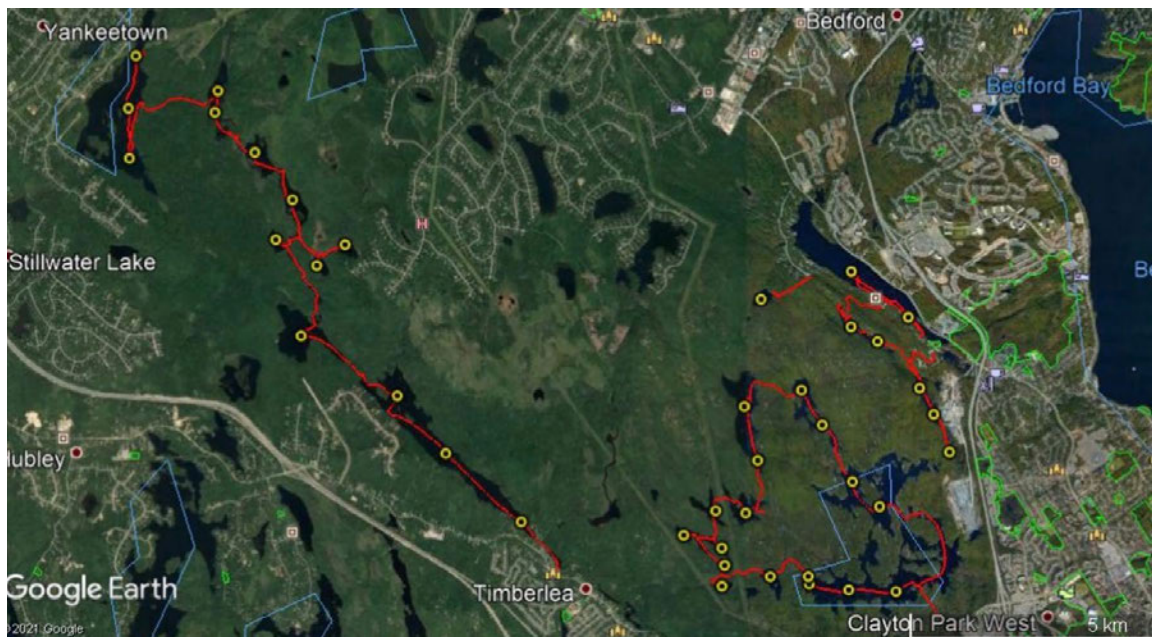 Yankeetown
Bedford
Bedford Bay
Stillwater Lake
H
Hubley
Be
Google Earth
Timberlea
Clayton Park West
5 km
©2021 Google